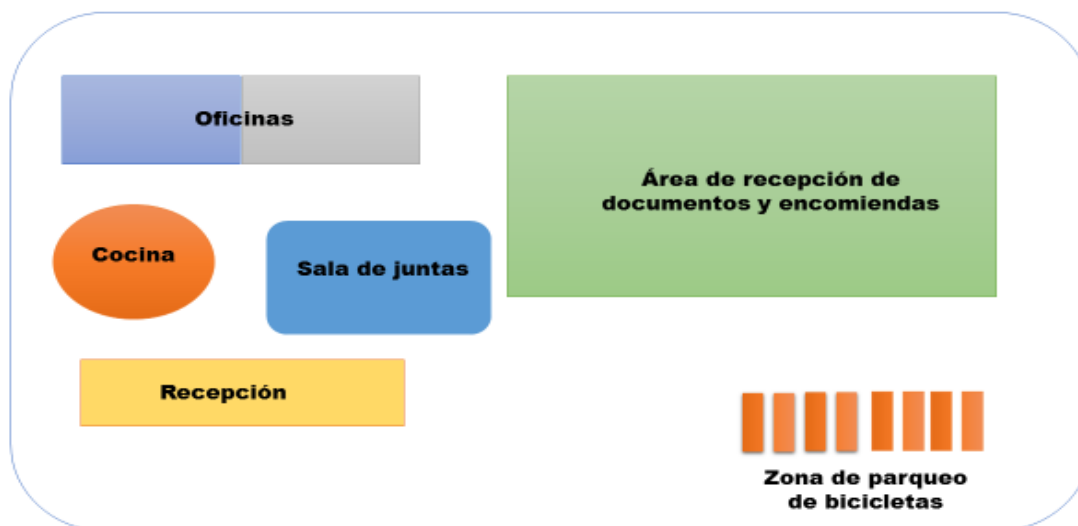 Oficinas
Área de recepción de
documentos y encomiendas
Cocina
Sala de juntas
Recepción
Zona de parqueo
de bicicletas